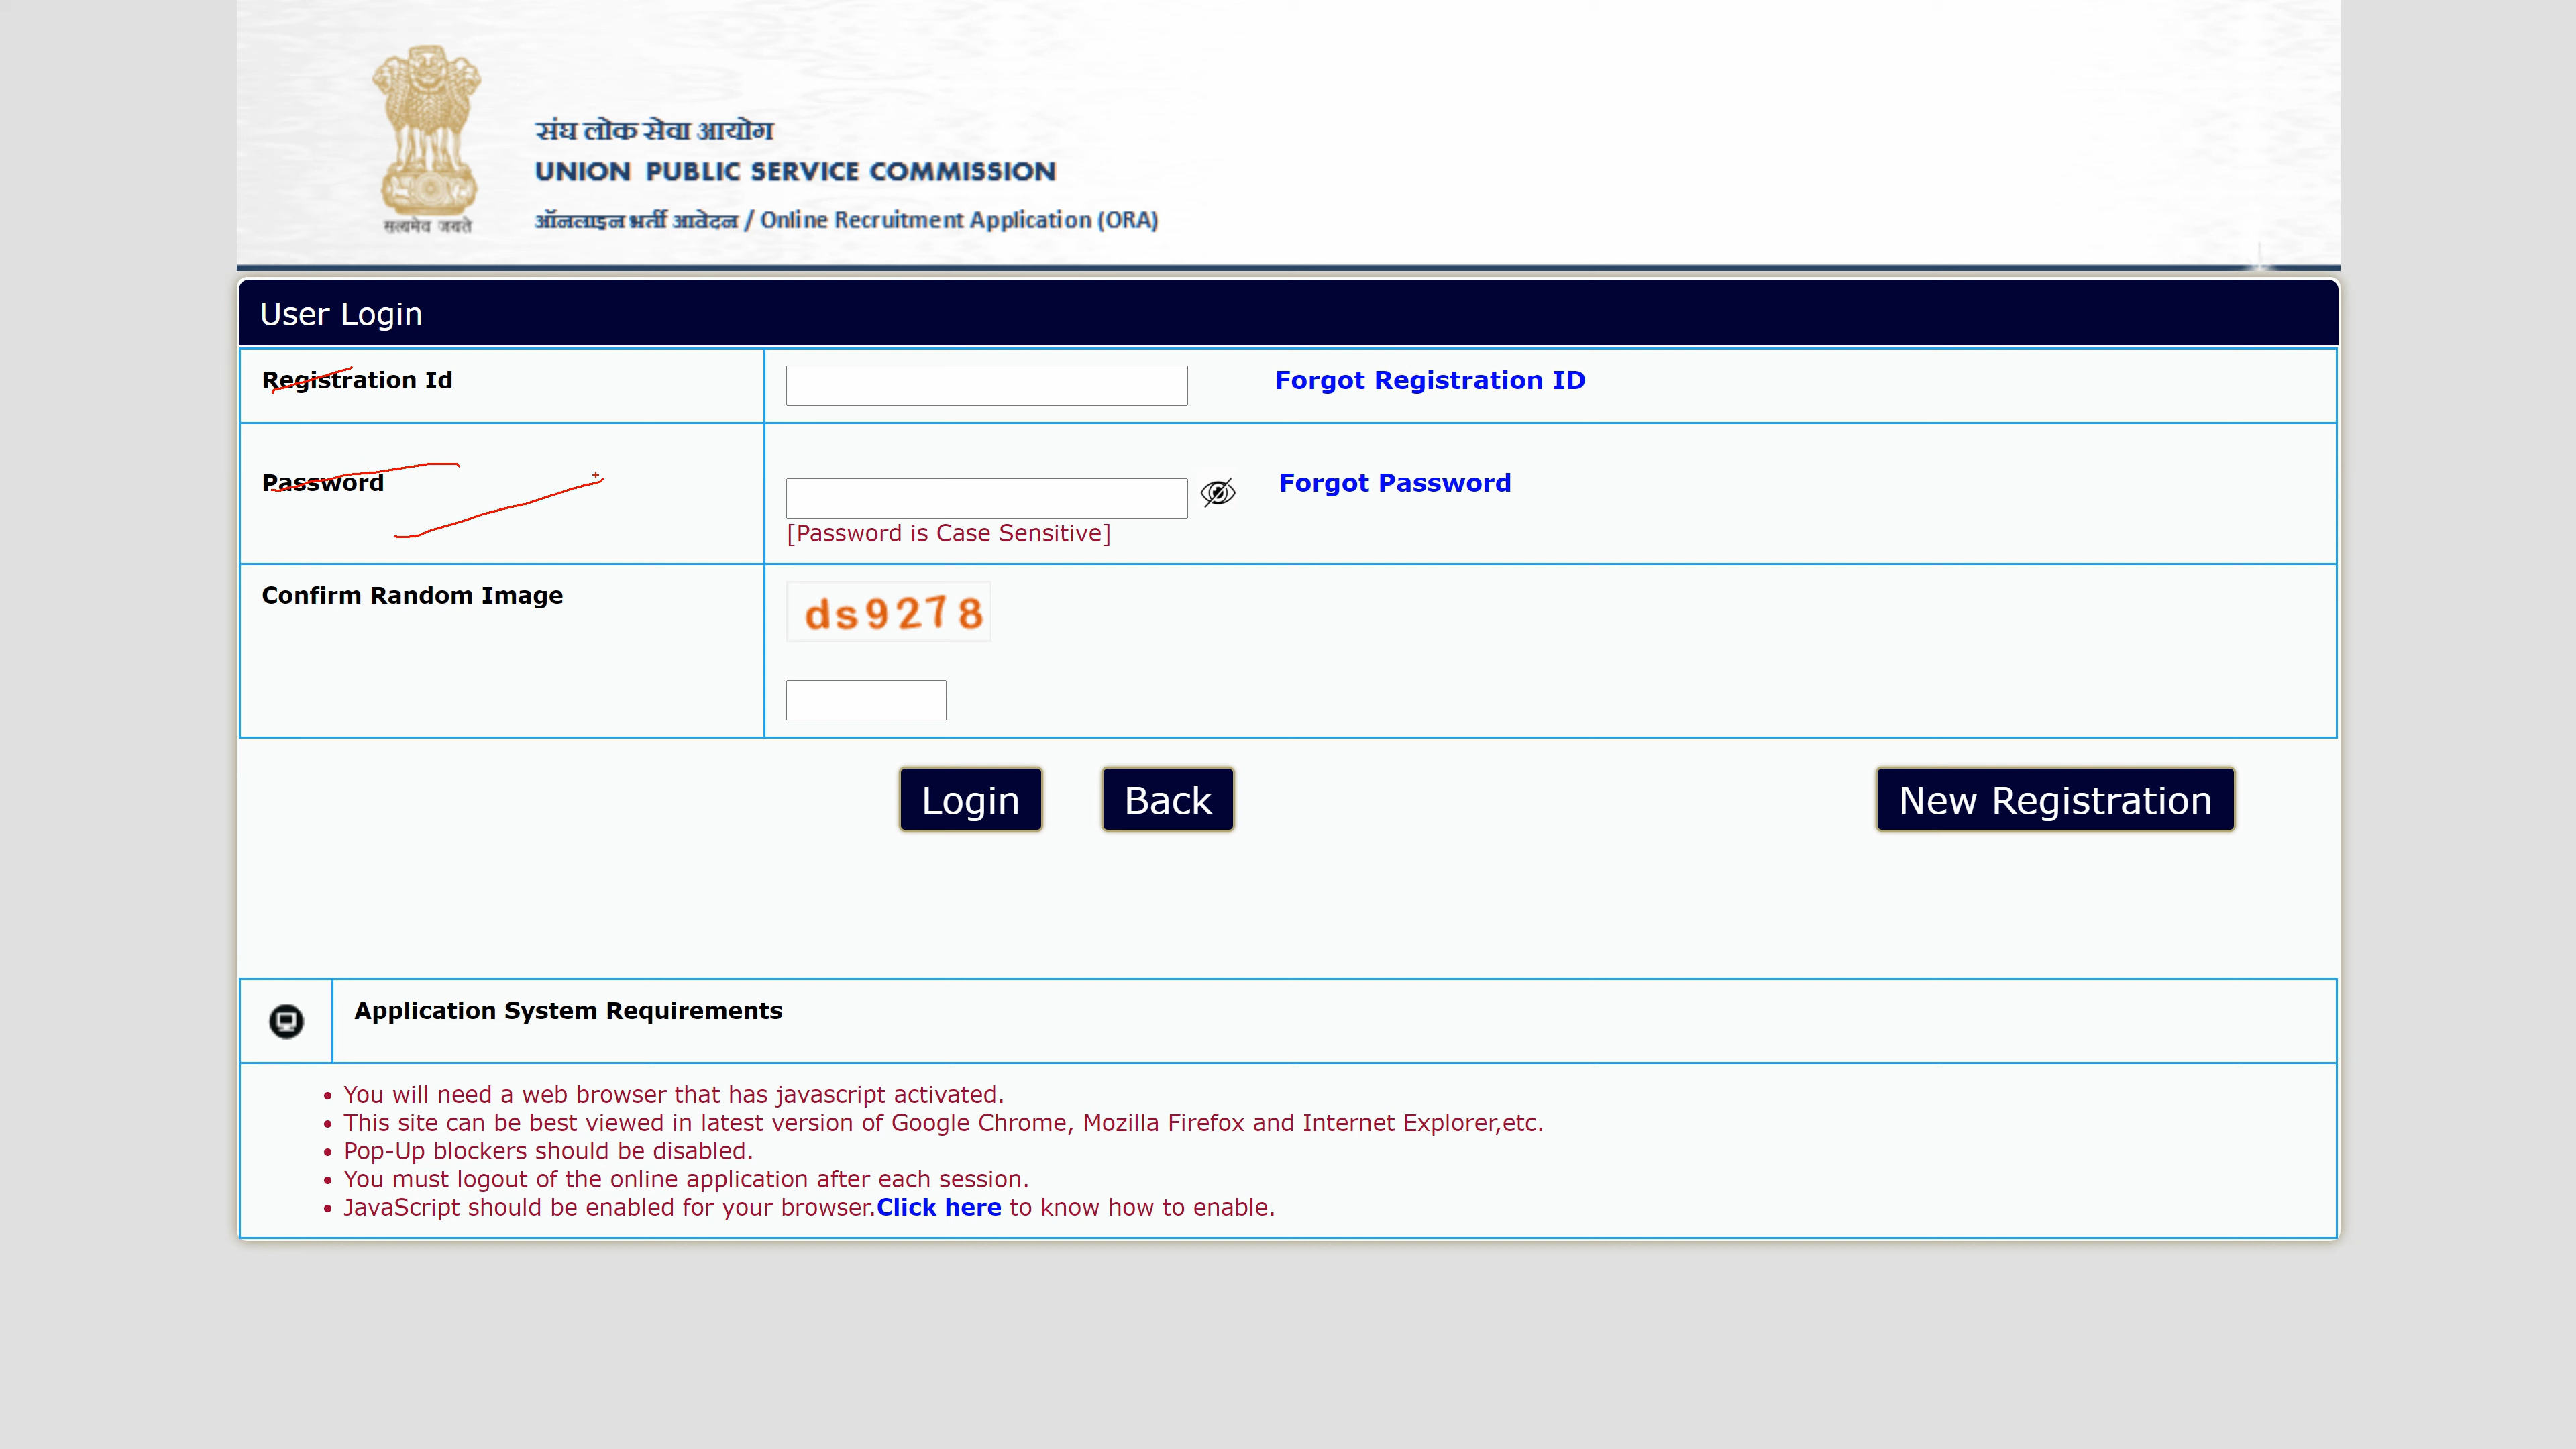 संघ लोक सेवा आयोग
UNION PUBLIC SERVICE COMMISSION
ऑनलाइन भर्ती आवेदन / Online Recruitment Application (ORA)
सत्यमेव जयते
User Login
Registration Id
Forgot Registration ID
Password
Forgot Password
[Password is Case Sensitive]
Confirm Random Image
ds9278
Login
Back
New Registration
Application System Requirements
• You will need a web browser that has javascript activated.
• This site can be best viewed in latest version of Google Chrome, Mozilla Firefox and Internet Explorer,etc.
• Pop-Up blockers should be disabled.
• You must logout of the online application after each session.
• JavaScript should be enabled for your browser.Click here to know how to enable.